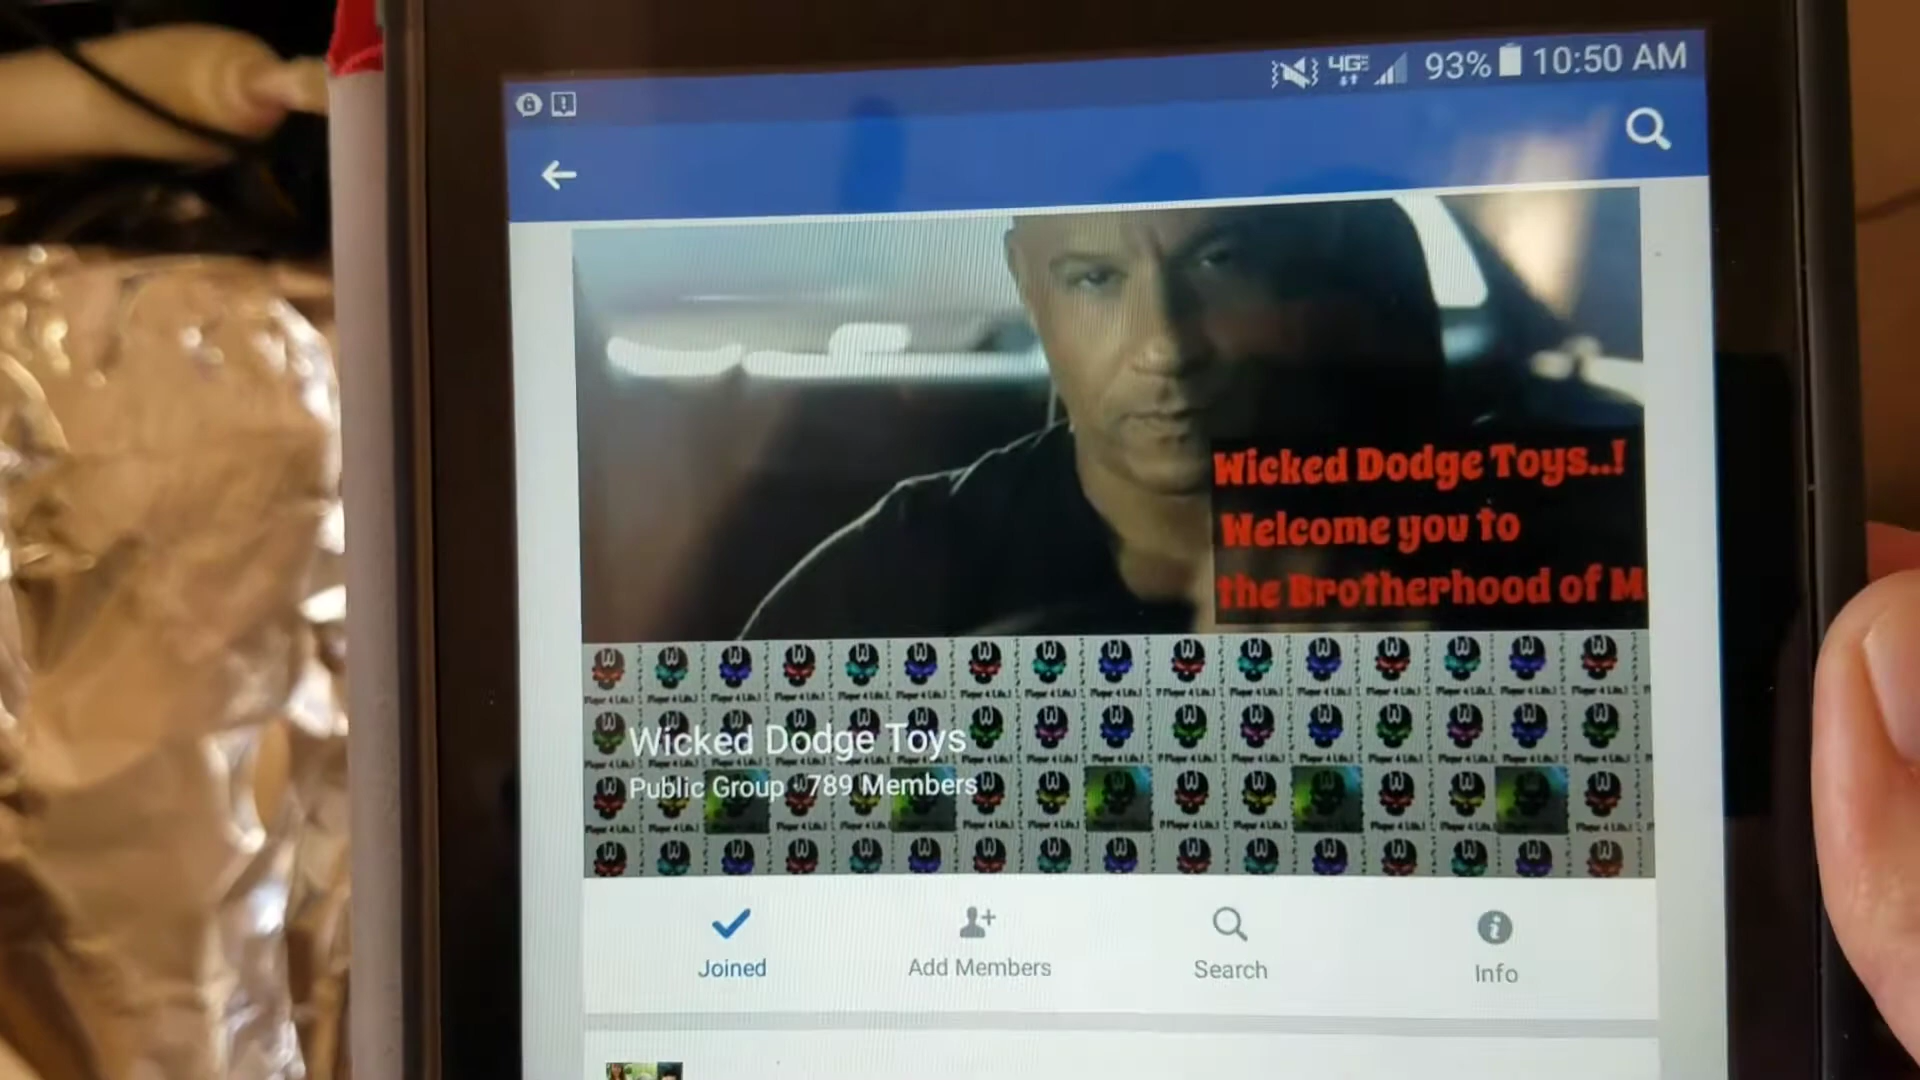 4G 93% 10:50 AM
Wicked Dodge Toys..!
Welcome you to
the Brotherhood of M
Wicked Dodge Toys
Public Group · 789 Members
Joined
Add Members
Search
Info